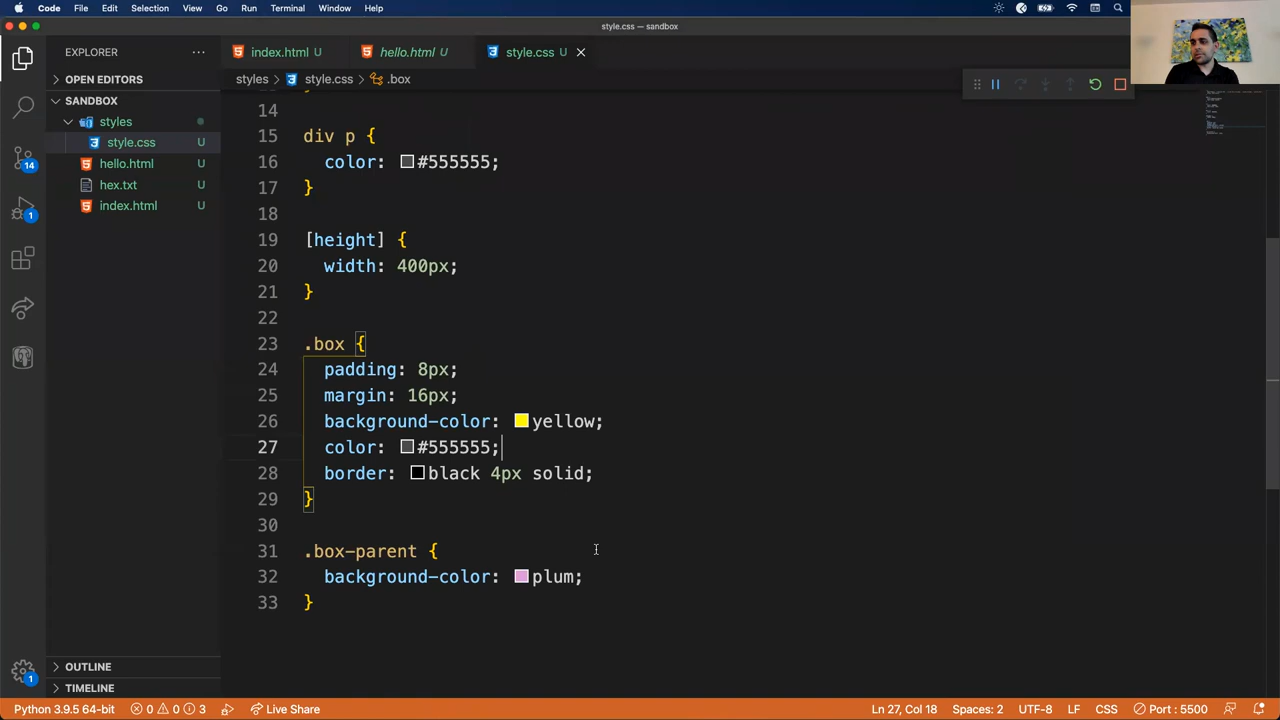 Code File Edit Selection View Go Run Terminal Window Help
style.css — sandbox
EXPLORER
index.html U
hello.html U
style.css U
OPEN EDITORS
styles > style.css > .box
SANDBOX
styles
style.css U
hello.html U
hex.txt U
index.html U
14
1
14
15 div p {
16 color: #555555;
17 }
18
19 [height] {
20 width: 400px;
21 }
22
23 .box {
24 padding: 8px;
25 margin: 16px;
26 background-color: yellow;
27 color: #555555;
28 border: black 4px solid;
29 }
30
31 .box-parent {
32 background-color: plum;
33 }
OUTLINE
TIMELINE
1
Python 3.9.5 64-bit 0 0 3 Live Share Ln 27, Col 18 Spaces: 2 UTF-8 LF CSS Port : 5500